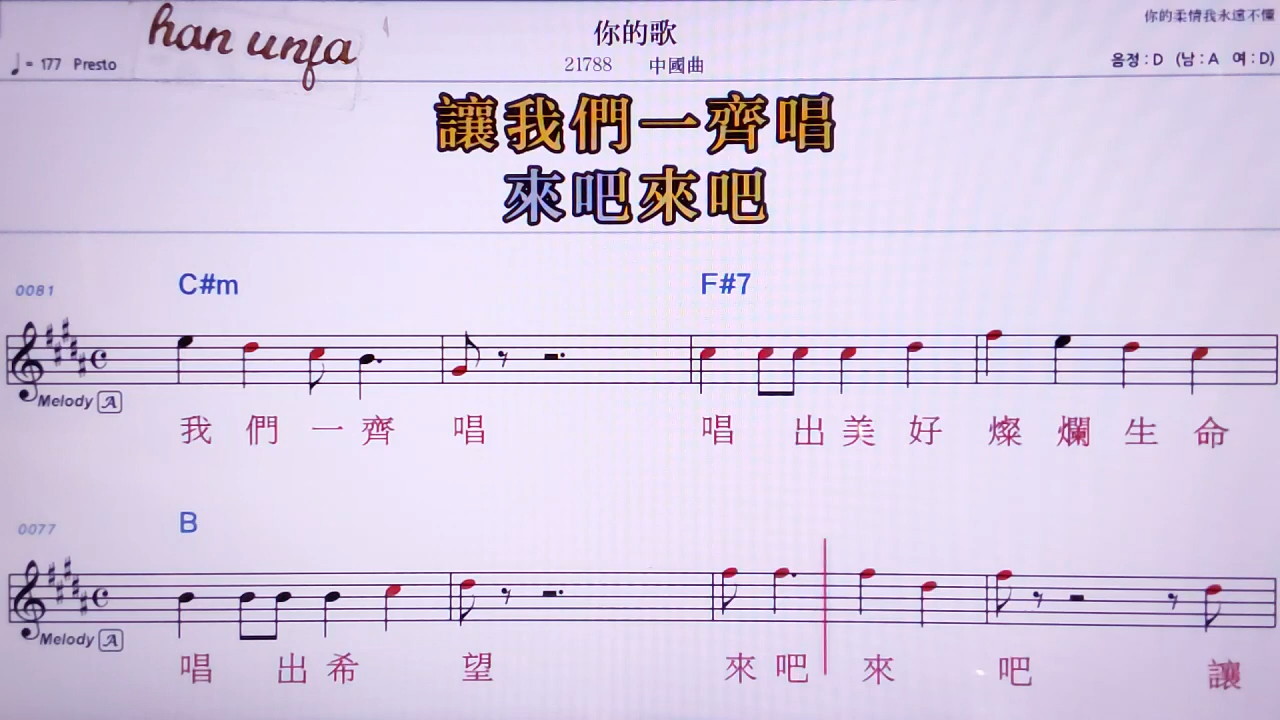 han unfa
你的歌
你的柔情我永遠不懂
♩= 177 Presto
21788 中國曲
음정 : D (남 : A 여 : D)
讓我們一齊唱
來吧來吧
0081
C#m F#7
Melody A
我們一齊唱 唱出美好燦爛生命
0077
B
Melody A
唱出希望 來吧來吧 讓